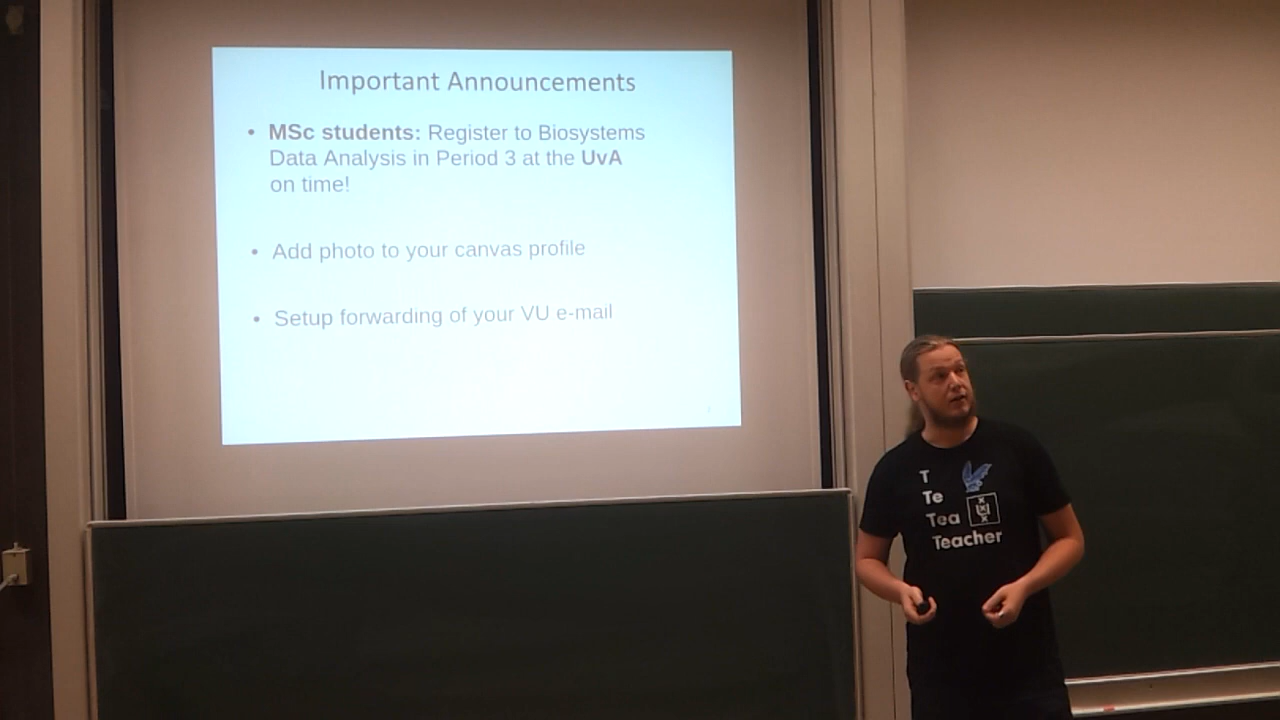 Important Announcements
• MSc students: Register to Biosystems
Data Analysis in Period 3 at the UvA
on time!
• Add photo to your canvas profile
• Setup forwarding of your VU e-mail
T
Te
Tea
Teacher